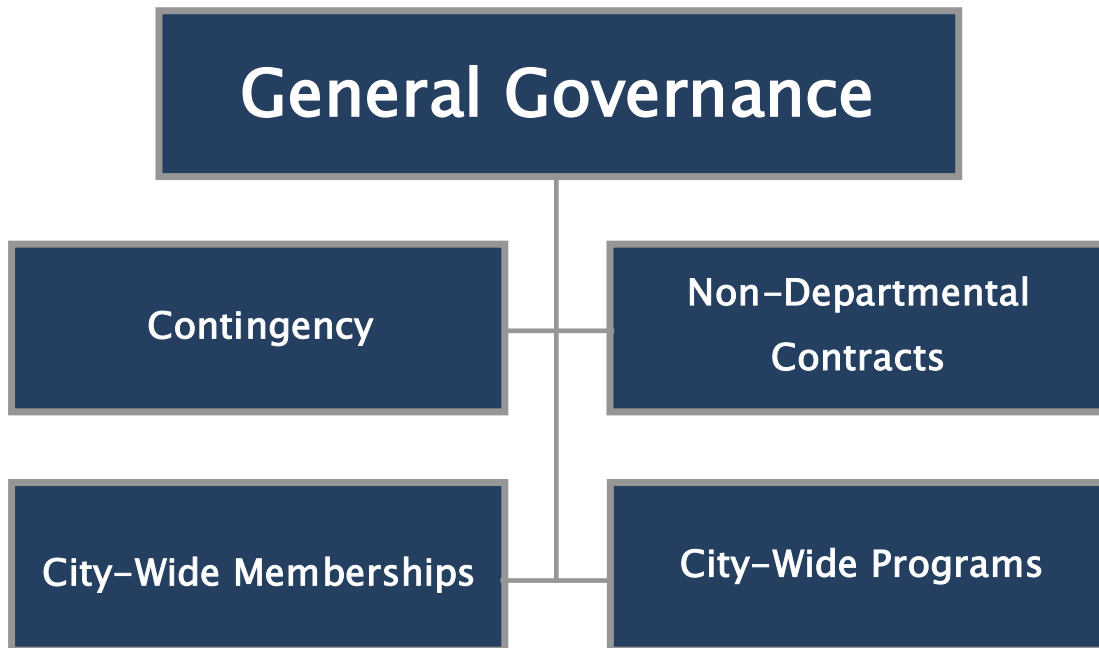 General Governance
Contingency
Non-Departmental
Contracts
City-Wide Memberships
City-Wide Programs